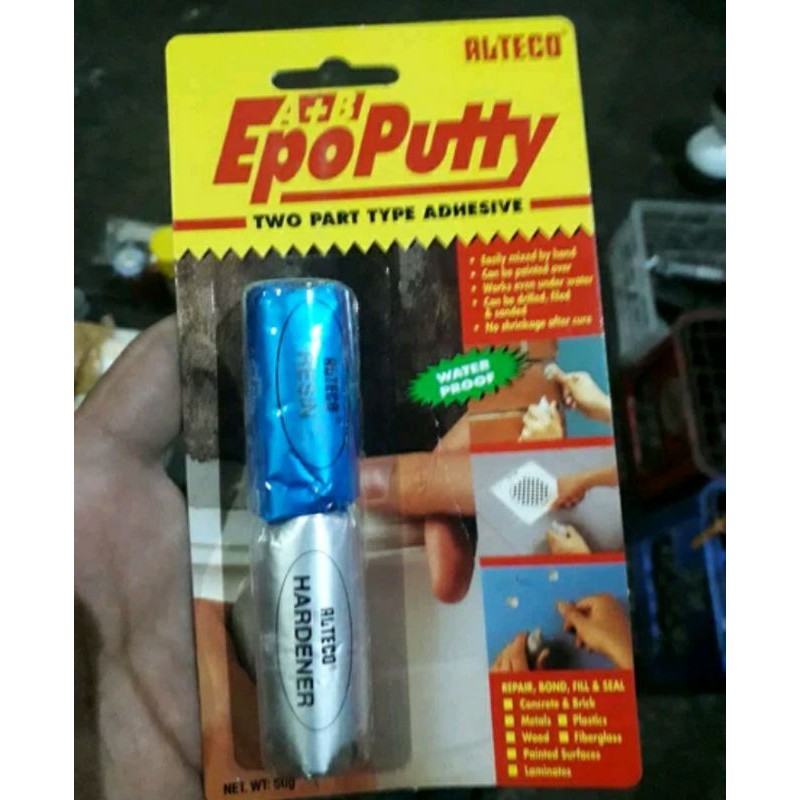 ALTECO
A+B
EpoPutty
TWO PART TYPE ADHESIVE
Easily mixed by hand
Can be painted over
Works even under water
Can be drilled, filed
& sanded
No shrinkage after cure
WATER
PROOF
ALTECO
RESIN
ALTECO
HARDENER
REPAIR, BOND, FILL & SEAL
Concrete & Brick
Metals Plastics
Wood Fiberglass
Painted Surfaces
Laminates
NET. WT. 50g